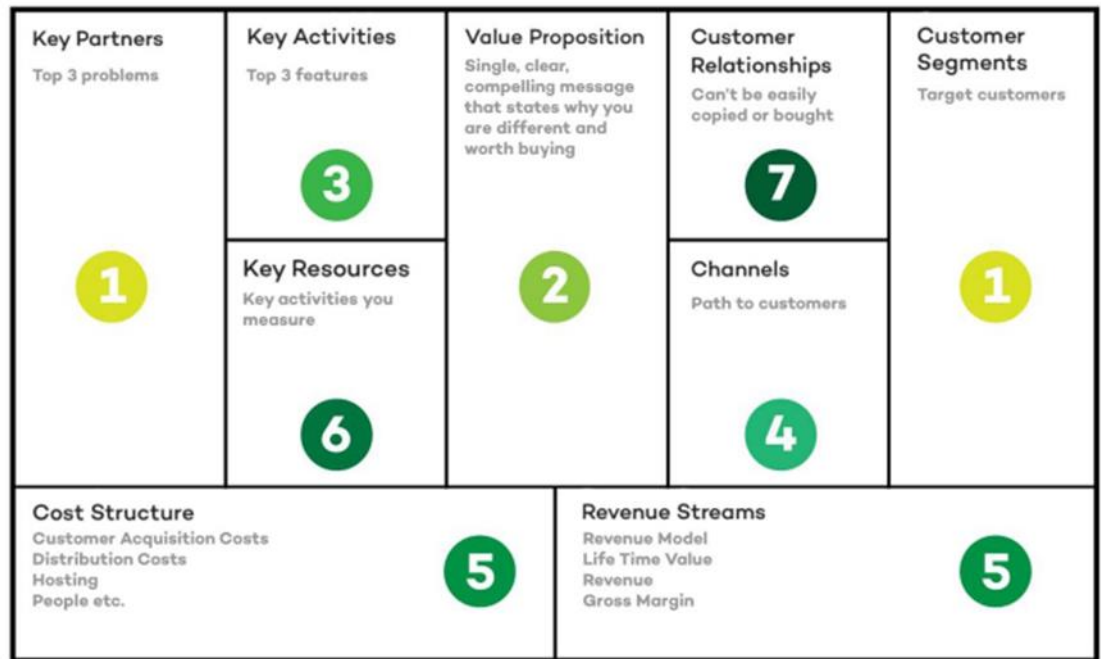 Key Partners
Top 3 problems
1
Key Activities
Top 3 features
3
Key Resources
Key activities you
measure
6
Value Proposition
Single, clear,
compelling message
that states why you
are different and
worth buying
2
Customer
Relationships
Can't be easily
copied or bought
7
Channels
Path to customers
4
Customer
Segments
Target customers
1
Cost Structure
Customer Acquisition Costs
Distribution Costs
Hosting
People etc.
5
Revenue Streams
Revenue Model
Life Time Value
Revenue
Gross Margin
5